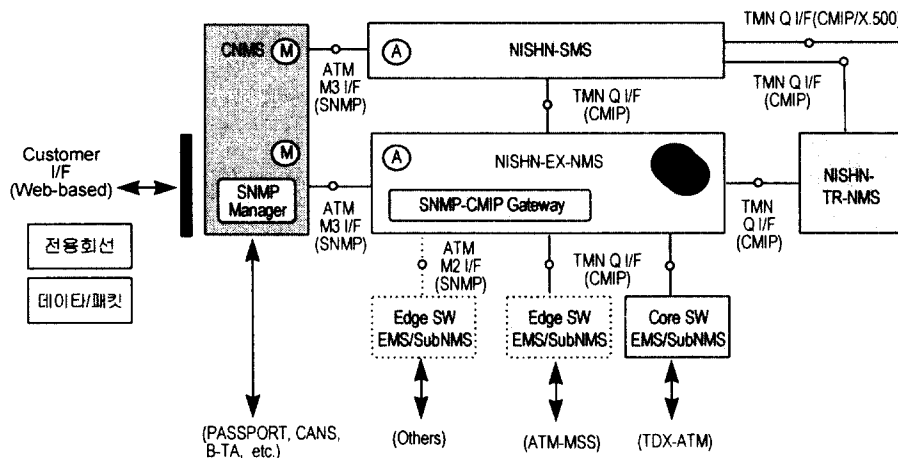 TMN Q I/F(CMIP/X.500)
CNMS
M
ATM
M3 I/F
(SNMP)
A
NISHN-SMS
TMN Q I/F
(CMIP)
TMN Q I/F
(CMIP)
Customer
I/F
(Web-based)
M
SNMP
Manager
ATM
M3 I/F
(SNMP)
A
NISHN-EX-NMS
SNMP-CMIP Gateway
TMN
Q I/F
(CMIP)
NISHN-
TR-NMS
전용회선
데이타/패킷
ATM
M2 I/F
(SNMP)
TMN Q I/F
(CMIP)
Edge SW
EMS/SubNMS
Edge SW
EMS/SubNMS
Core SW
EMS/SubNMS
(PASSPORT, CANS,
B-TA, etc.)
(Others)
(ATM-MSS)
(TDX-ATM)